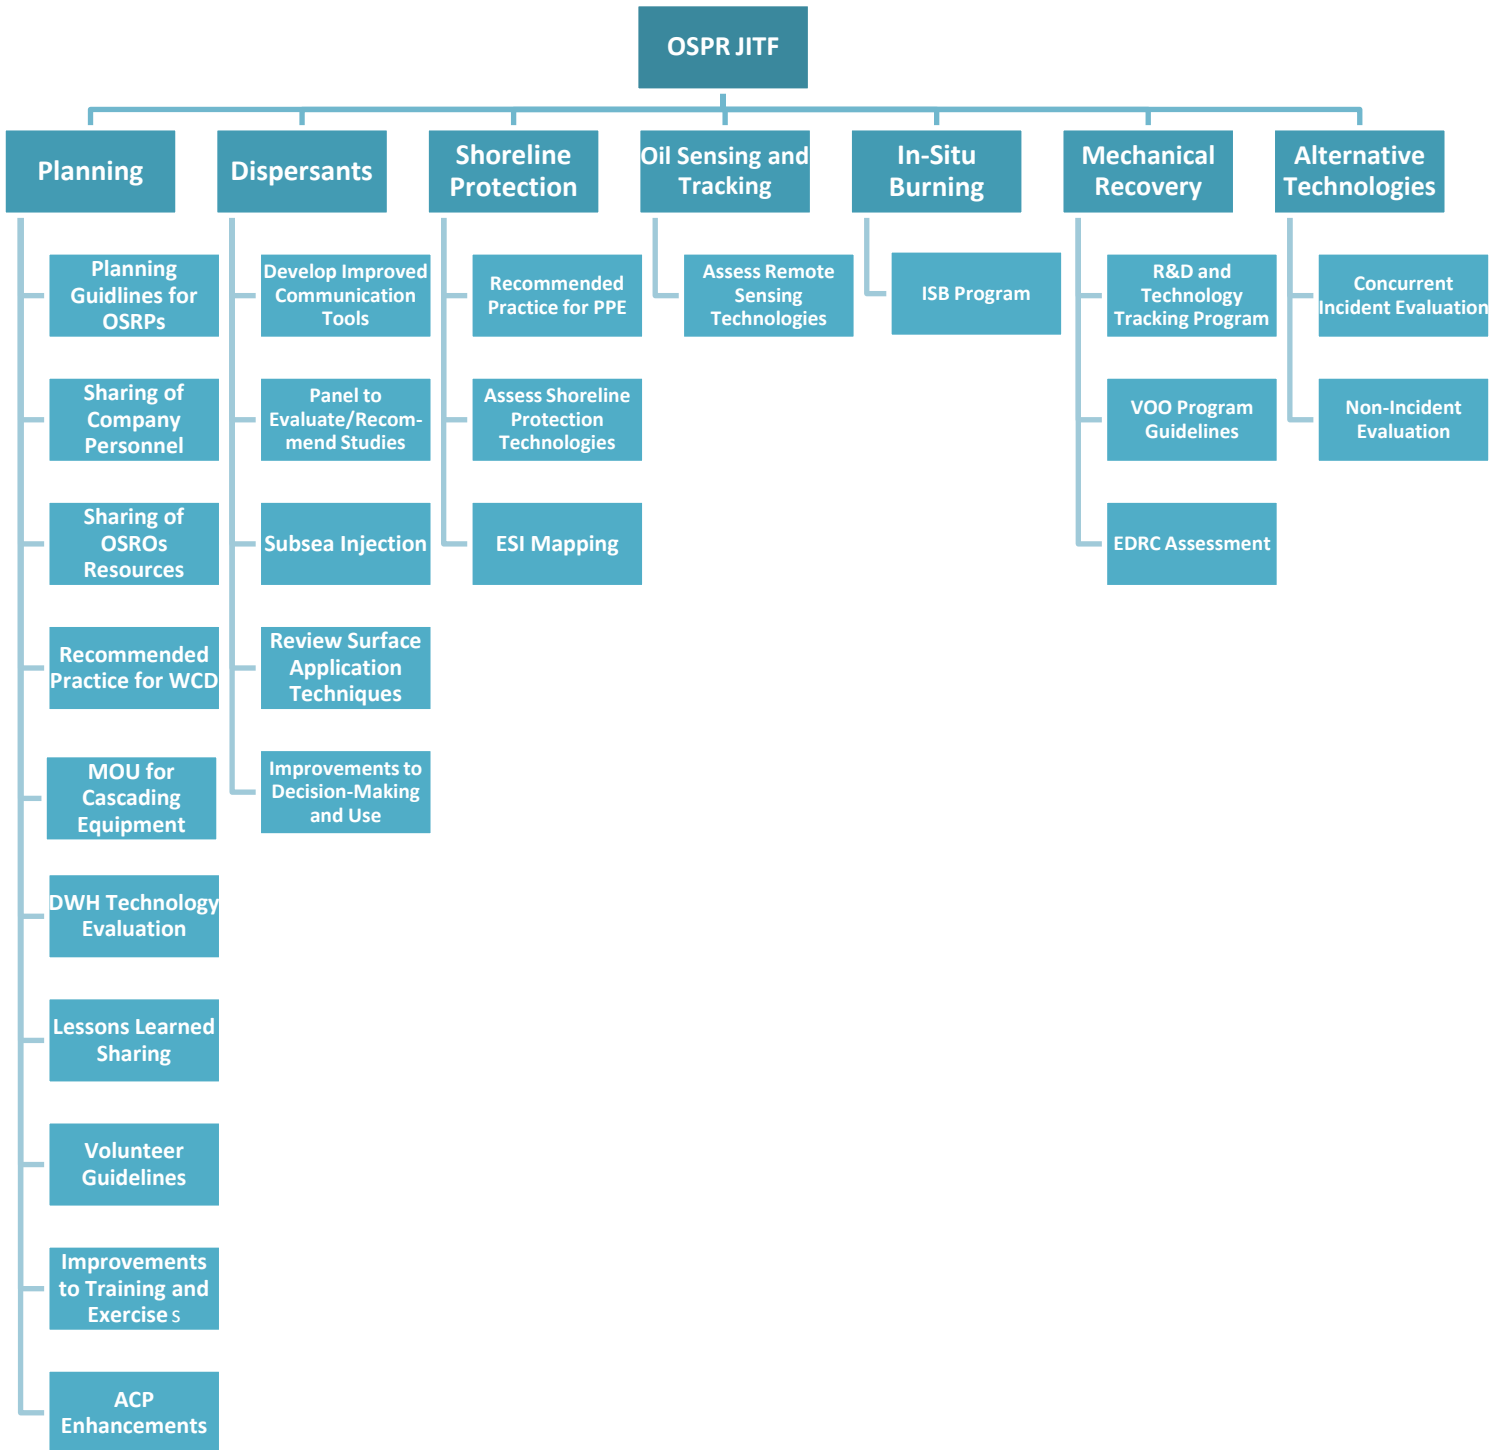 OSPR JITF
Planning
Dispersants
Shoreline
Protection
Oil Sensing and
Tracking
In-Situ
Burning
Mechanical
Recovery
Alternative
Technologies
Planning
Guidlines for
OSRPs
Sharing of
Company
Personnel
Sharing of
OSROs
Resources
Recommended
Practice for WCD
MOU for
Cascading
Equipment
DWH Technology
Evaluation
Lessons Learned
Sharing
Volunteer
Guidelines
Improvements
to Training and
Exercise s
ACP
Enhancements
Develop Improved
Communication
Tools
Panel to
Evaluate/Recom-
mend Studies
Subsea Injection
Review Surface
Application
Techniques
Improvements to
Decision-Making
and Use
Recommended
Practice for PPE
Assess Shoreline
Protection
Technologies
ESI Mapping
Assess Remote
Sensing
Technologies
ISB Program
R&D and
Technology
Tracking Program
VOO Program
Guidelines
EDRC Assessment
Concurrent
Incident Evaluation
Non-Incident
Evaluation